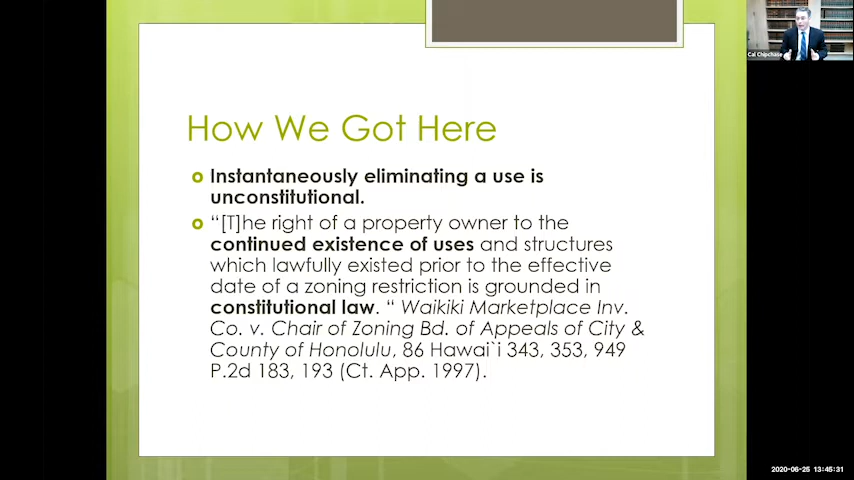 Cal Chipchase
How We Got Here
Instantaneously eliminating a use is
unconstitutional.
“[T]he right of a property owner to the
continued existence of uses and structures
which lawfully existed prior to the effective
date of a zoning restriction is grounded in
constitutional law. “ Waikiki Marketplace Inv.
Co. v. Chair of Zoning Bd. of Appeals of City &
County of Honolulu, 86 Hawai`i 343, 353, 949
P.2d 183, 193 (Ct. App. 1997).
2020-06-25 13:45:31